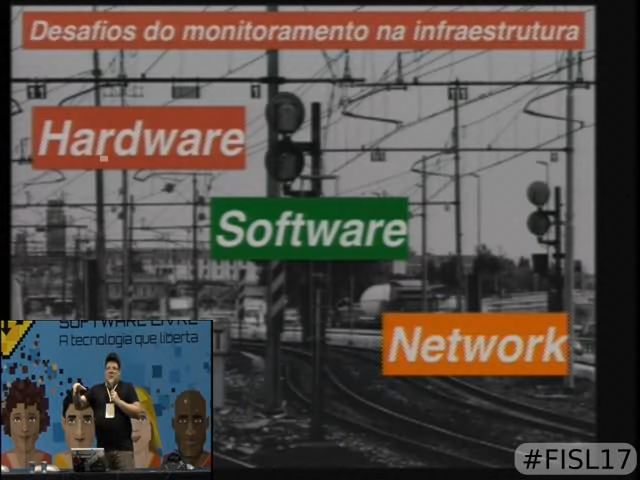 Desafios do monitoramento na infraestrutura
Hardware
Software
Network
SOFTWARE LIVRE
A tecnologia que liberta
#FISL17